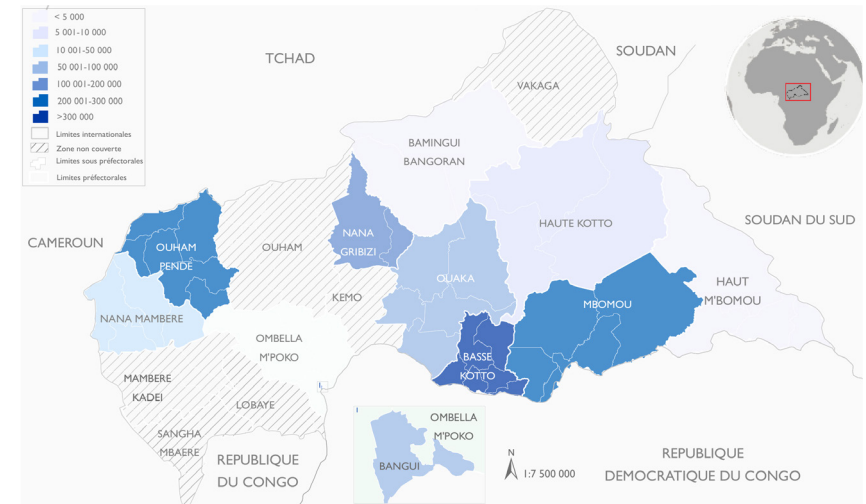 < 5 000
5 001-10 000
10 001-50 000
50 001-100 000
100 001-200 000
200 001-300 000
>300 000
Limites internationales
Zone non couverte
Limites sous préfectorales
Limites préfectorales
TCHAD
SOUDAN
VAKAGA
BAMINGUI
BANGORAN
CAMEROUN
OUHAM
PENDE
OUHAM
NANA
GRIBIZI
HAUTE KOTTO
SOUDAN DU SUD
OUAKA
HAUT
M'BOMOU
KEMO
MBOMOU
NANA MAMBERE
OMBELLA
M'POKO
BASSE
KOTTO
MAMBERE
KADEI
LOBAYE
I
SANGHA
MBAERE
REPUBLIQUE
DU CONGO
I
OMBELLA
M'POKO
BANGUI
N
1:7 500 000
REPUBLIQUE
DEMOCRATIQUE DU CONGO